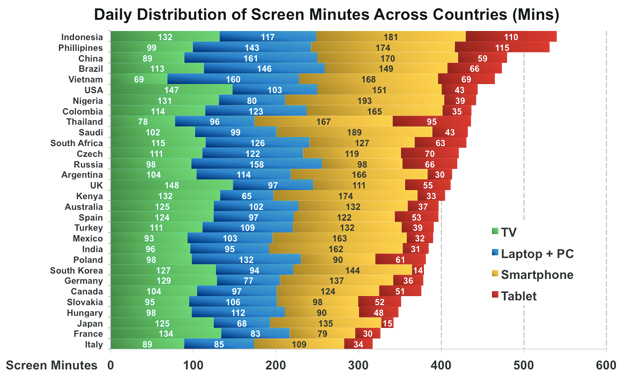 Daily Distribution of Screen Minutes Across Countries (Mins)
Indonesia 132 117 181 110
Phillipines 99 143 174 115
China 89 161 170 59
Brazil 113 146 149 66
Vietnam 69 160 168 69
USA 147 103 151 43
Nigeria 131 80 193 39
Colombia 114 123 165 35
Thailand 78 96 167 95
Saudi 102 99 189 43
South Africa 115 126 127 63
Czech 111 122 119 70
Russia 98 158 98 66
Argentina 104 114 166 30
UK 148 97 111 55
Kenya 132 65 174 33
Australia 125 102 132 37
Spain 124 97 122 53
Turkey 111 109 132 39
Mexico 93 103 163 32
India 96 95 162 31
Poland 98 132 90 61
South Korea 127 94 144 14
Germany 129 77 137 36
Canada 104 97 124 51
Slovakia 95 106 98 52
Hungary 98 112 90 48
Japan 125 68 135 15
France 134 83 79 30
Italy 89 85 109 34
TV
Laptop + PC
Smartphone
Tablet
Screen Minutes 0 100 200 300 400 500 600